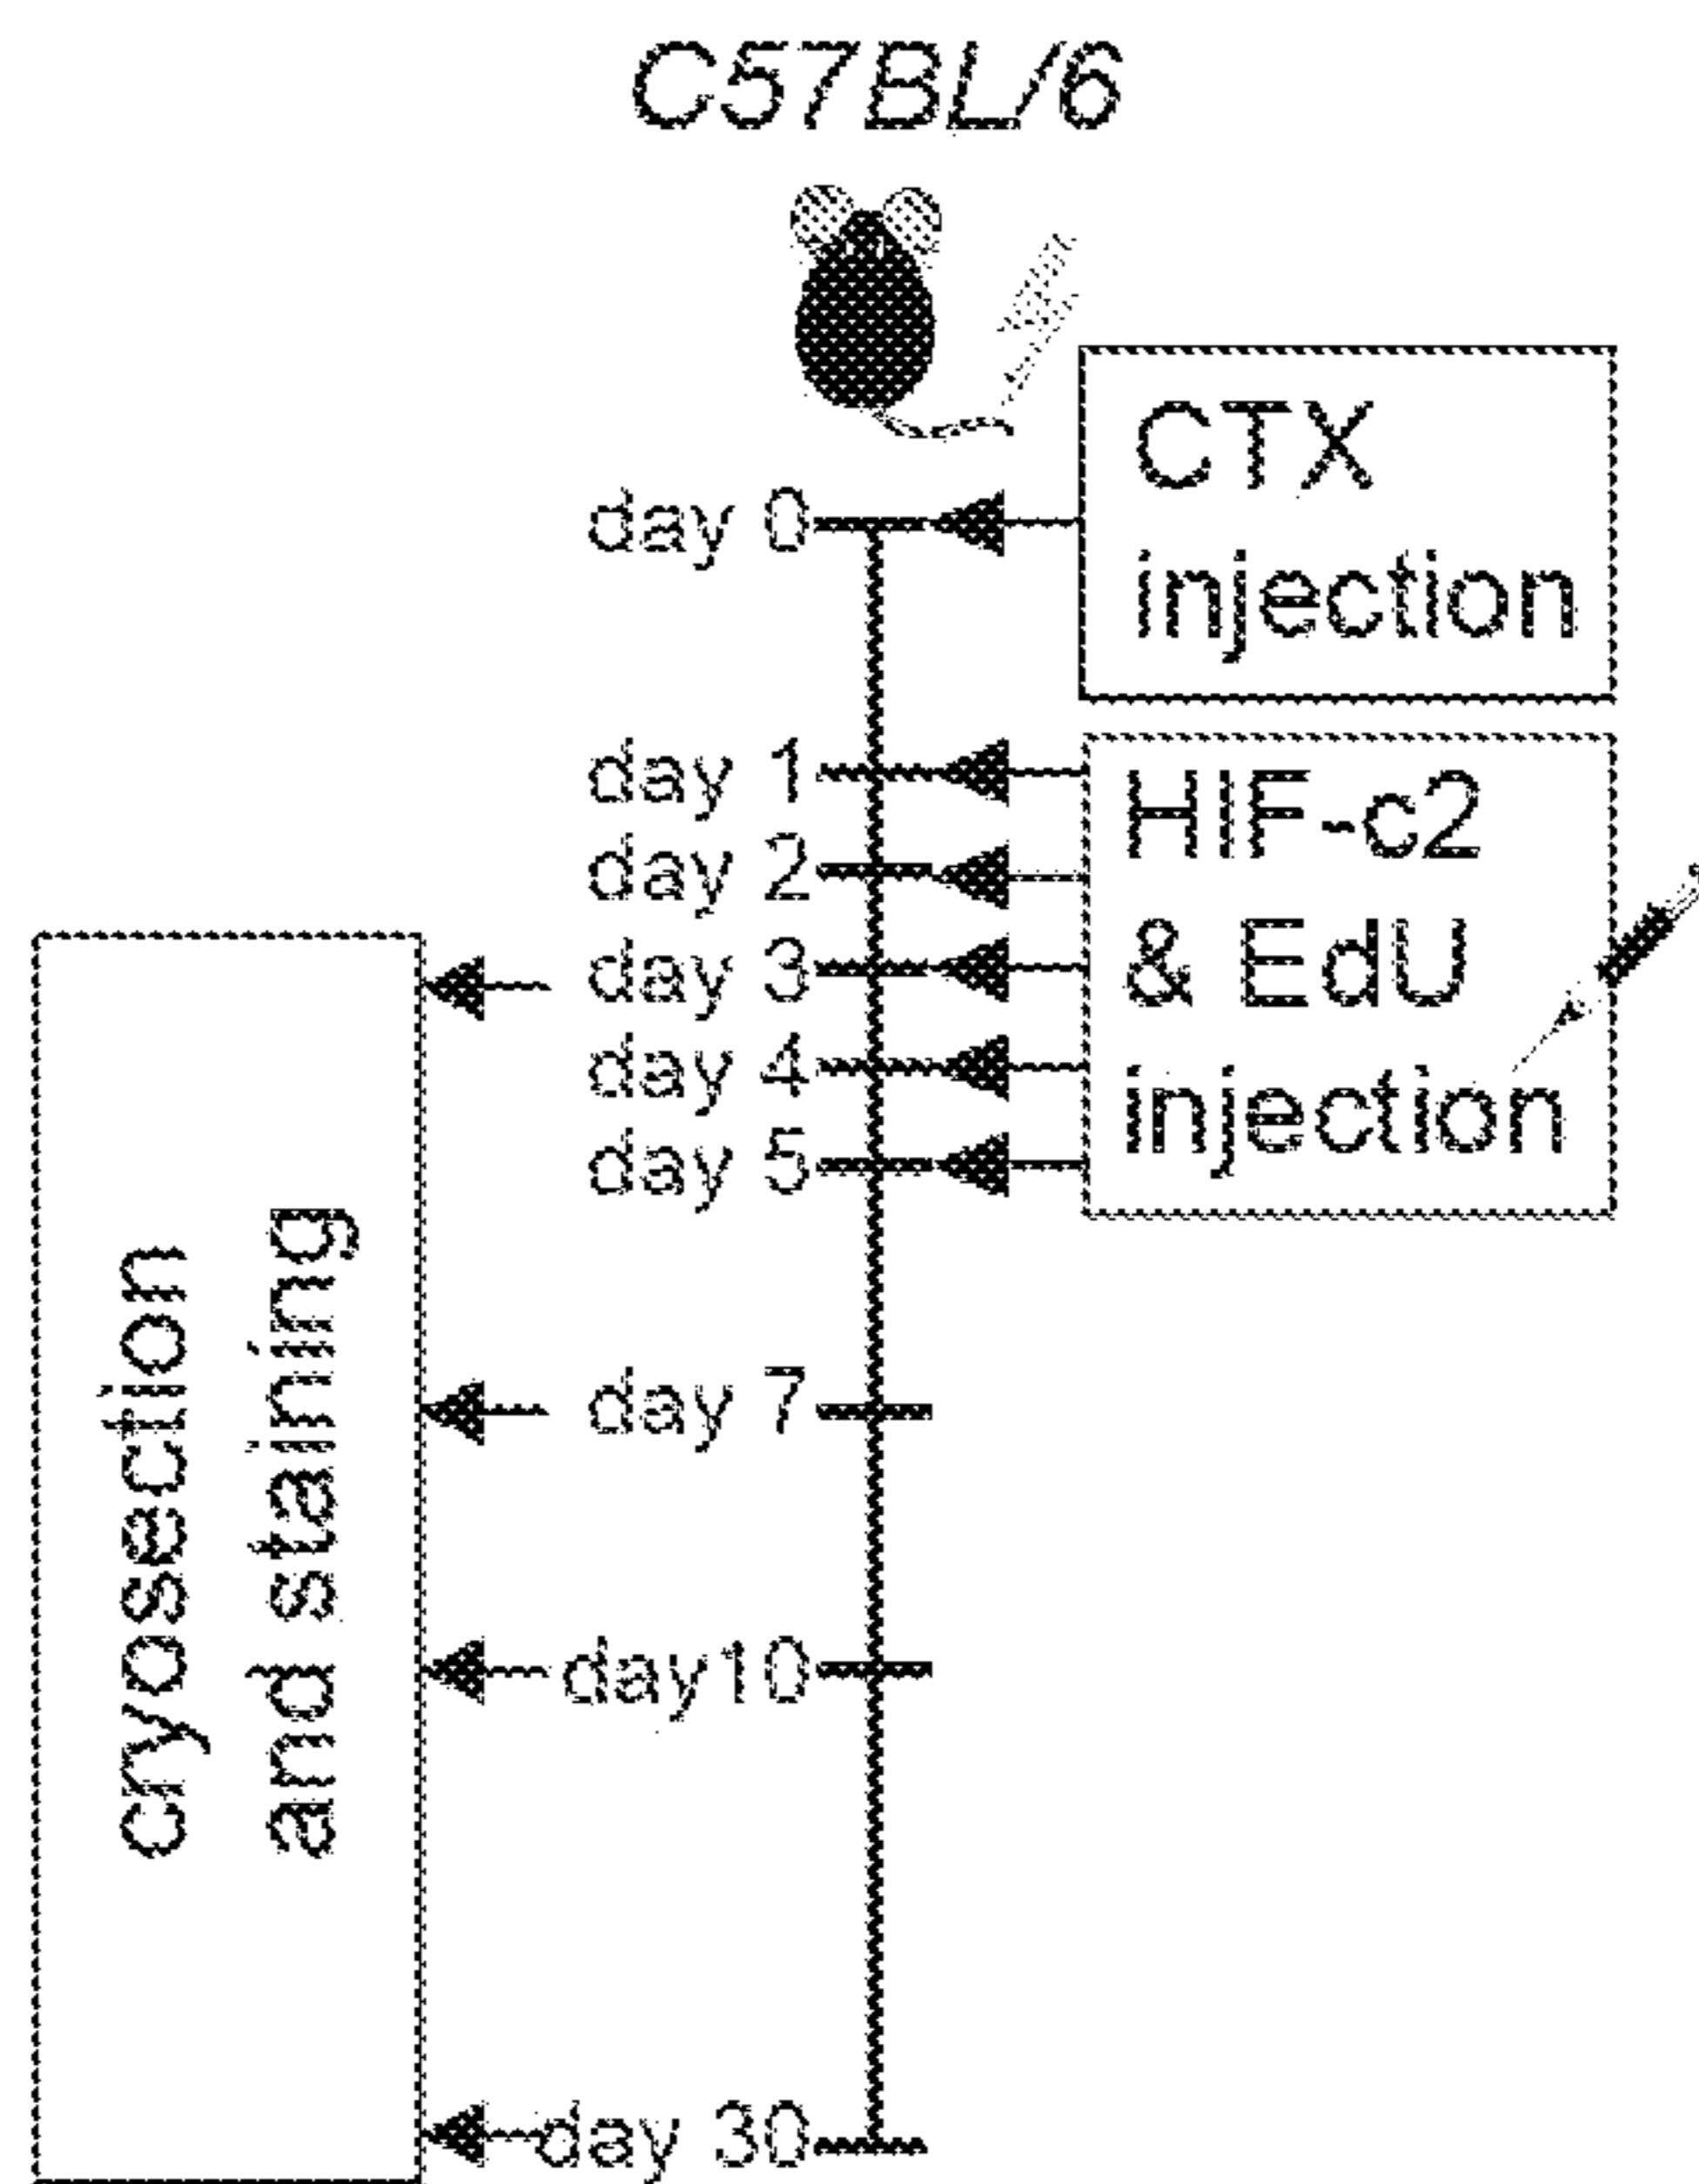 C57BL/6
CTX
injection
day 0
day 1
day 2
day 3
day 4
day 5
HIF-c2
& EdU
injection
day 7
day10
day 30
cryosection
and staining